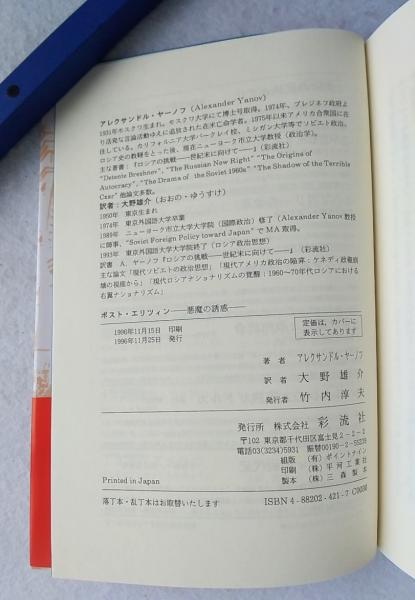 アレクサンドル・ヤーノフ(Alexander Yanov)
1931年モスクワ生まれ。モスクワ大学にて博士号取得。1974年、ブレジネフ政府よ
り活発な言論活動ゆえに追放された在米亡命学者。1975年以来アメリカ合衆国に在
住している。カリフォルニア大学バークレイ校、ミシガン大学等でソビエト政治、
ロシア史の教鞭をとった後、現在ニューヨーク市立大学教授(政治学)。
主な著書:『ロシアの挑戦──世紀末に向けて──』(彩流社)
"Detente Breshnev", "The Russian New Right" "The Origins of
Autocracy", "The Drama of the Soviet 1960s" "The Shadow of the Terrible
Czar" 他論文多数。
訳者:大野雄介(おおの・ゆうすけ)
1950年 東京生まれ
1974年 東京外国語大学卒業
1989年 ニューヨーク市立大学大学院(国際政治)修了(Alexander Yanov 教授
に師事、"Soviet Foreign Policy toward Japan" で MA 取得。
1993年 東京外国語大学大学院終了(ロシア政治思想)
訳書 A. ヤーノフ『ロシアの挑戦──世紀末に向けて──』(彩流社)
主な論文「現代ソビエトの政治思想」「現代アメリカ政治の陥穽:ケネディ政権崩
壊の視座から」「現代ロシアナショナリズムの覚醒:1960〜70年代ロシアにおける
右翼ナショナリズム」
ポスト・エリツィン──悪魔の誘惑──
1996年11月15日 印刷
1996年11月25日 発行
定価は、カバーに
表示してあります
著者 アレクサンドル・ヤーノフ
訳者 大野雄介
発行者 竹内淳夫
発行所 株式会社 彩流社
〒102 東京都千代田区富士見2-2-2
電話03(3234)5931 振替00190-2-55239
組版 (有)ポイントナイン
印刷 (株)平河工業社
製本 (株)三森製本
Printed in Japan
落丁本・乱丁本はお取替いたします
ISBN 4-88202-421-7 C0030